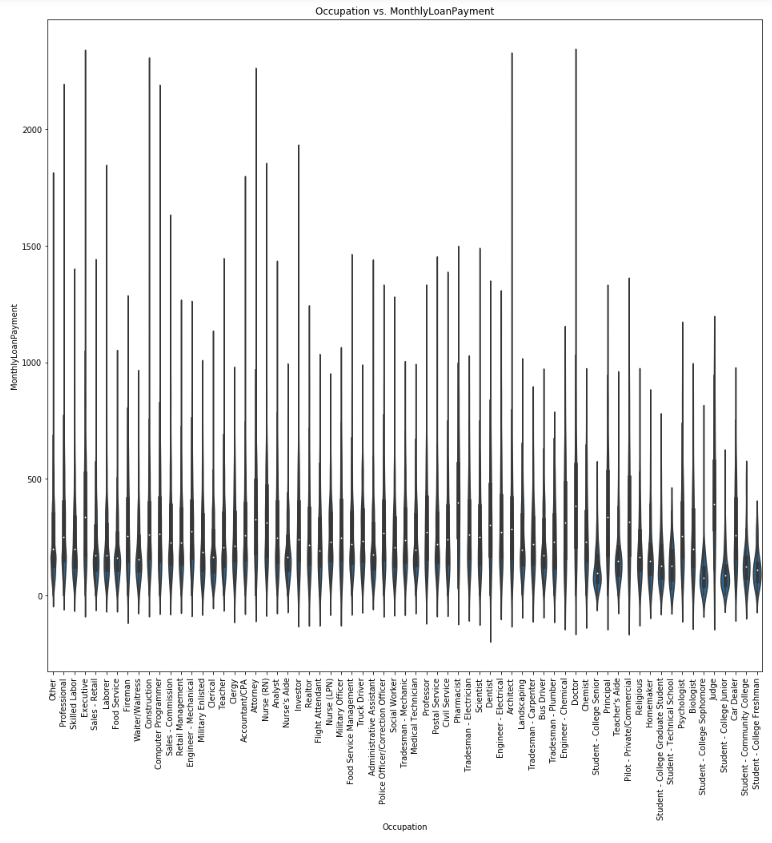 Occupation vs. MonthlyLoanPayment
2000
1500
1000
500
0
MonthlyLoanPayment
Other
Professional
Skilled Labor
Executive
Sales - Retail
Laborer
Food Service
Fireman
Waiter/Waitress
Construction
Computer Programmer
Sales - Commission
Retail Management
Engineer - Mechanical
Military Enlisted
Clerical
Teacher
Clergy
Accountant/CPA
Attorney
Nurse (RN)
Analyst
Nurse's Aide
Investor
Realtor
Flight Attendant
Nurse (LPN)
Military Officer
Food Service Management
Truck Driver
Administrative Assistant
Police Officer/Correction Officer
Social Worker
Tradesman - Mechanic
Medical Technician
Professor
Postal Service
Civil Service
Pharmacist
Tradesman - Electrician
Scientist
Dentist
Engineer - Electrical
Architect
Landscaping
Tradesman - Carpenter
Bus Driver
Tradesman - Plumber
Engineer - Chemical
Doctor
Chemist
Student - College Senior
Principal
Teacher's Aide
Pilot - Private/Commercial
Religious
Homemaker
Student - College Graduate Student
Student - Technical School
Psychologist
Biologist
Student - College Sophomore
Judge
Student - College Junior
Car Dealer
Student - Community College
Student - College Freshman
Occupation